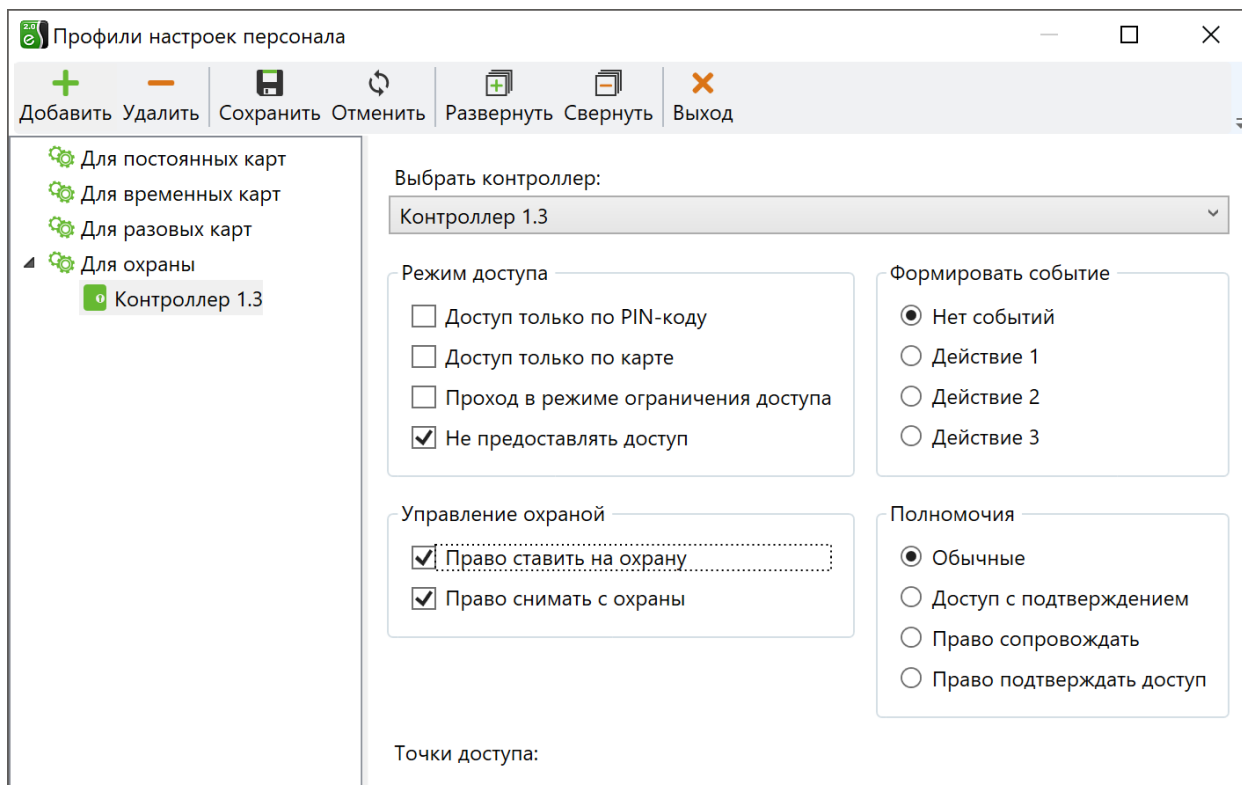 2.0
e
Профили настроек персонала
Добавить Удалить Сохранить Отменить Развернуть Свернуть Выход
Для постоянных карт
Для временных карт
Для разовых карт
Для охраны
Контроллер 1.3
Выбрать контроллер:
Контроллер 1.3
Режим доступа
Доступ только по PIN-коду
Доступ только по карте
Проход в режиме ограничения доступа
Не предоставлять доступ
Формировать событие
Нет событий
Действие 1
Действие 2
Действие 3
Управление охраной
Право ставить на охрану
Право снимать с охраны
Полномочия
Обычные
Доступ с подтверждением
Право сопровождать
Право подтверждать доступ
Точки доступа: